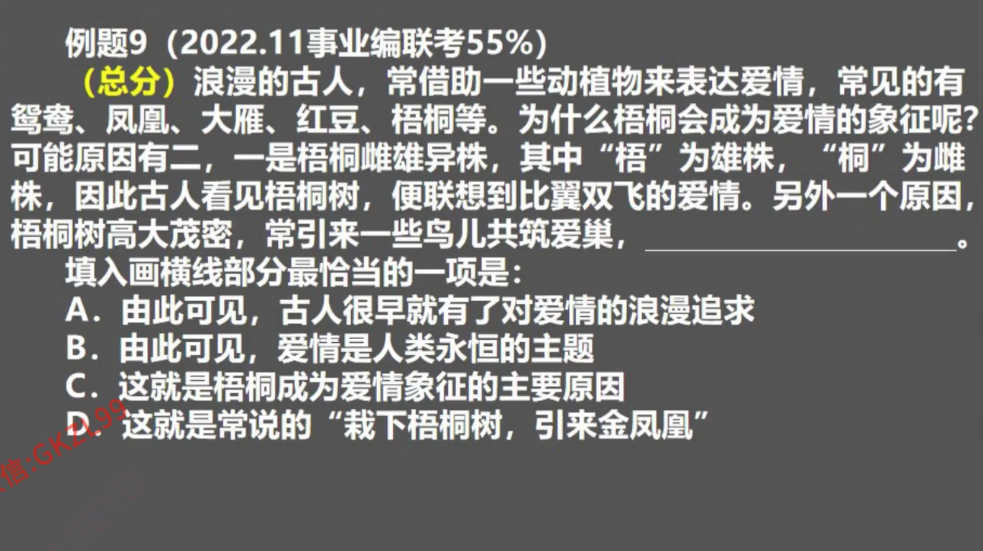 例题9（2022.11事业编联考55%）
（总分）浪漫的古人，常借助一些动植物来表达爱情，常见的有
鸳鸯、凤凰、大雁、红豆、梧桐等。为什么梧桐会成为爱情的象征呢？
可能原因有二，一是梧桐雌雄异株，其中“梧”为雄株，“桐”为雌
株，因此古人看见梧桐树，便联想到比翼双飞的爱情。另外一个原因，
梧桐树高大茂密，常引来一些鸟儿共筑爱巢，____________________。
填入画横线部分最恰当的一项是：
A．由此可见，古人很早就有了对爱情的浪漫追求
B．由此可见，爱情是人类永恒的主题
C．这就是梧桐成为爱情象征的主要原因
D．这就是常说的“栽下梧桐树，引来金凤凰”
信:GKZL99